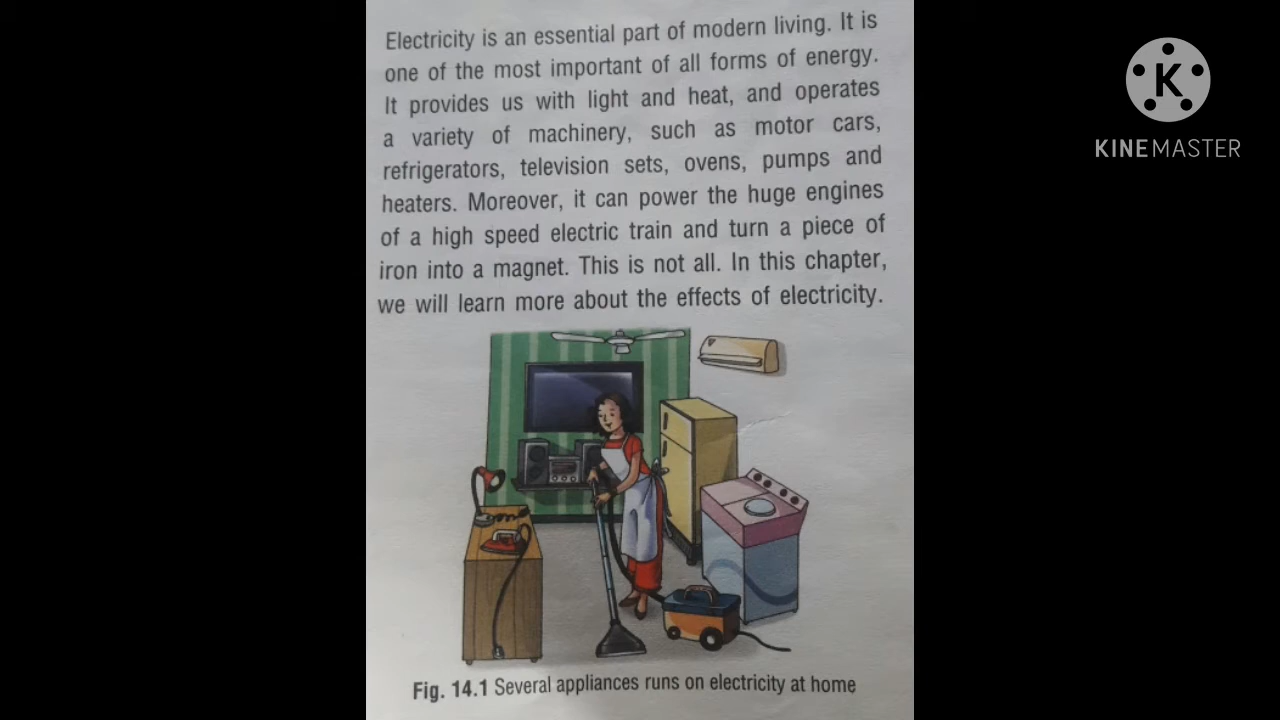 Electricity is an essential part of modern living. It is
one of the most important of all forms of energy.
It provides us with light and heat, and operates
a variety of machinery, such as motor cars,
refrigerators, television sets, ovens, pumps and
heaters. Moreover, it can power the huge engines
of a high speed electric train and turn a piece of
iron into a magnet. This is not all. In this chapter,
we will learn more about the effects of electricity.
Fig. 14.1 Several appliances runs on electricity at home
K
KINEMASTER